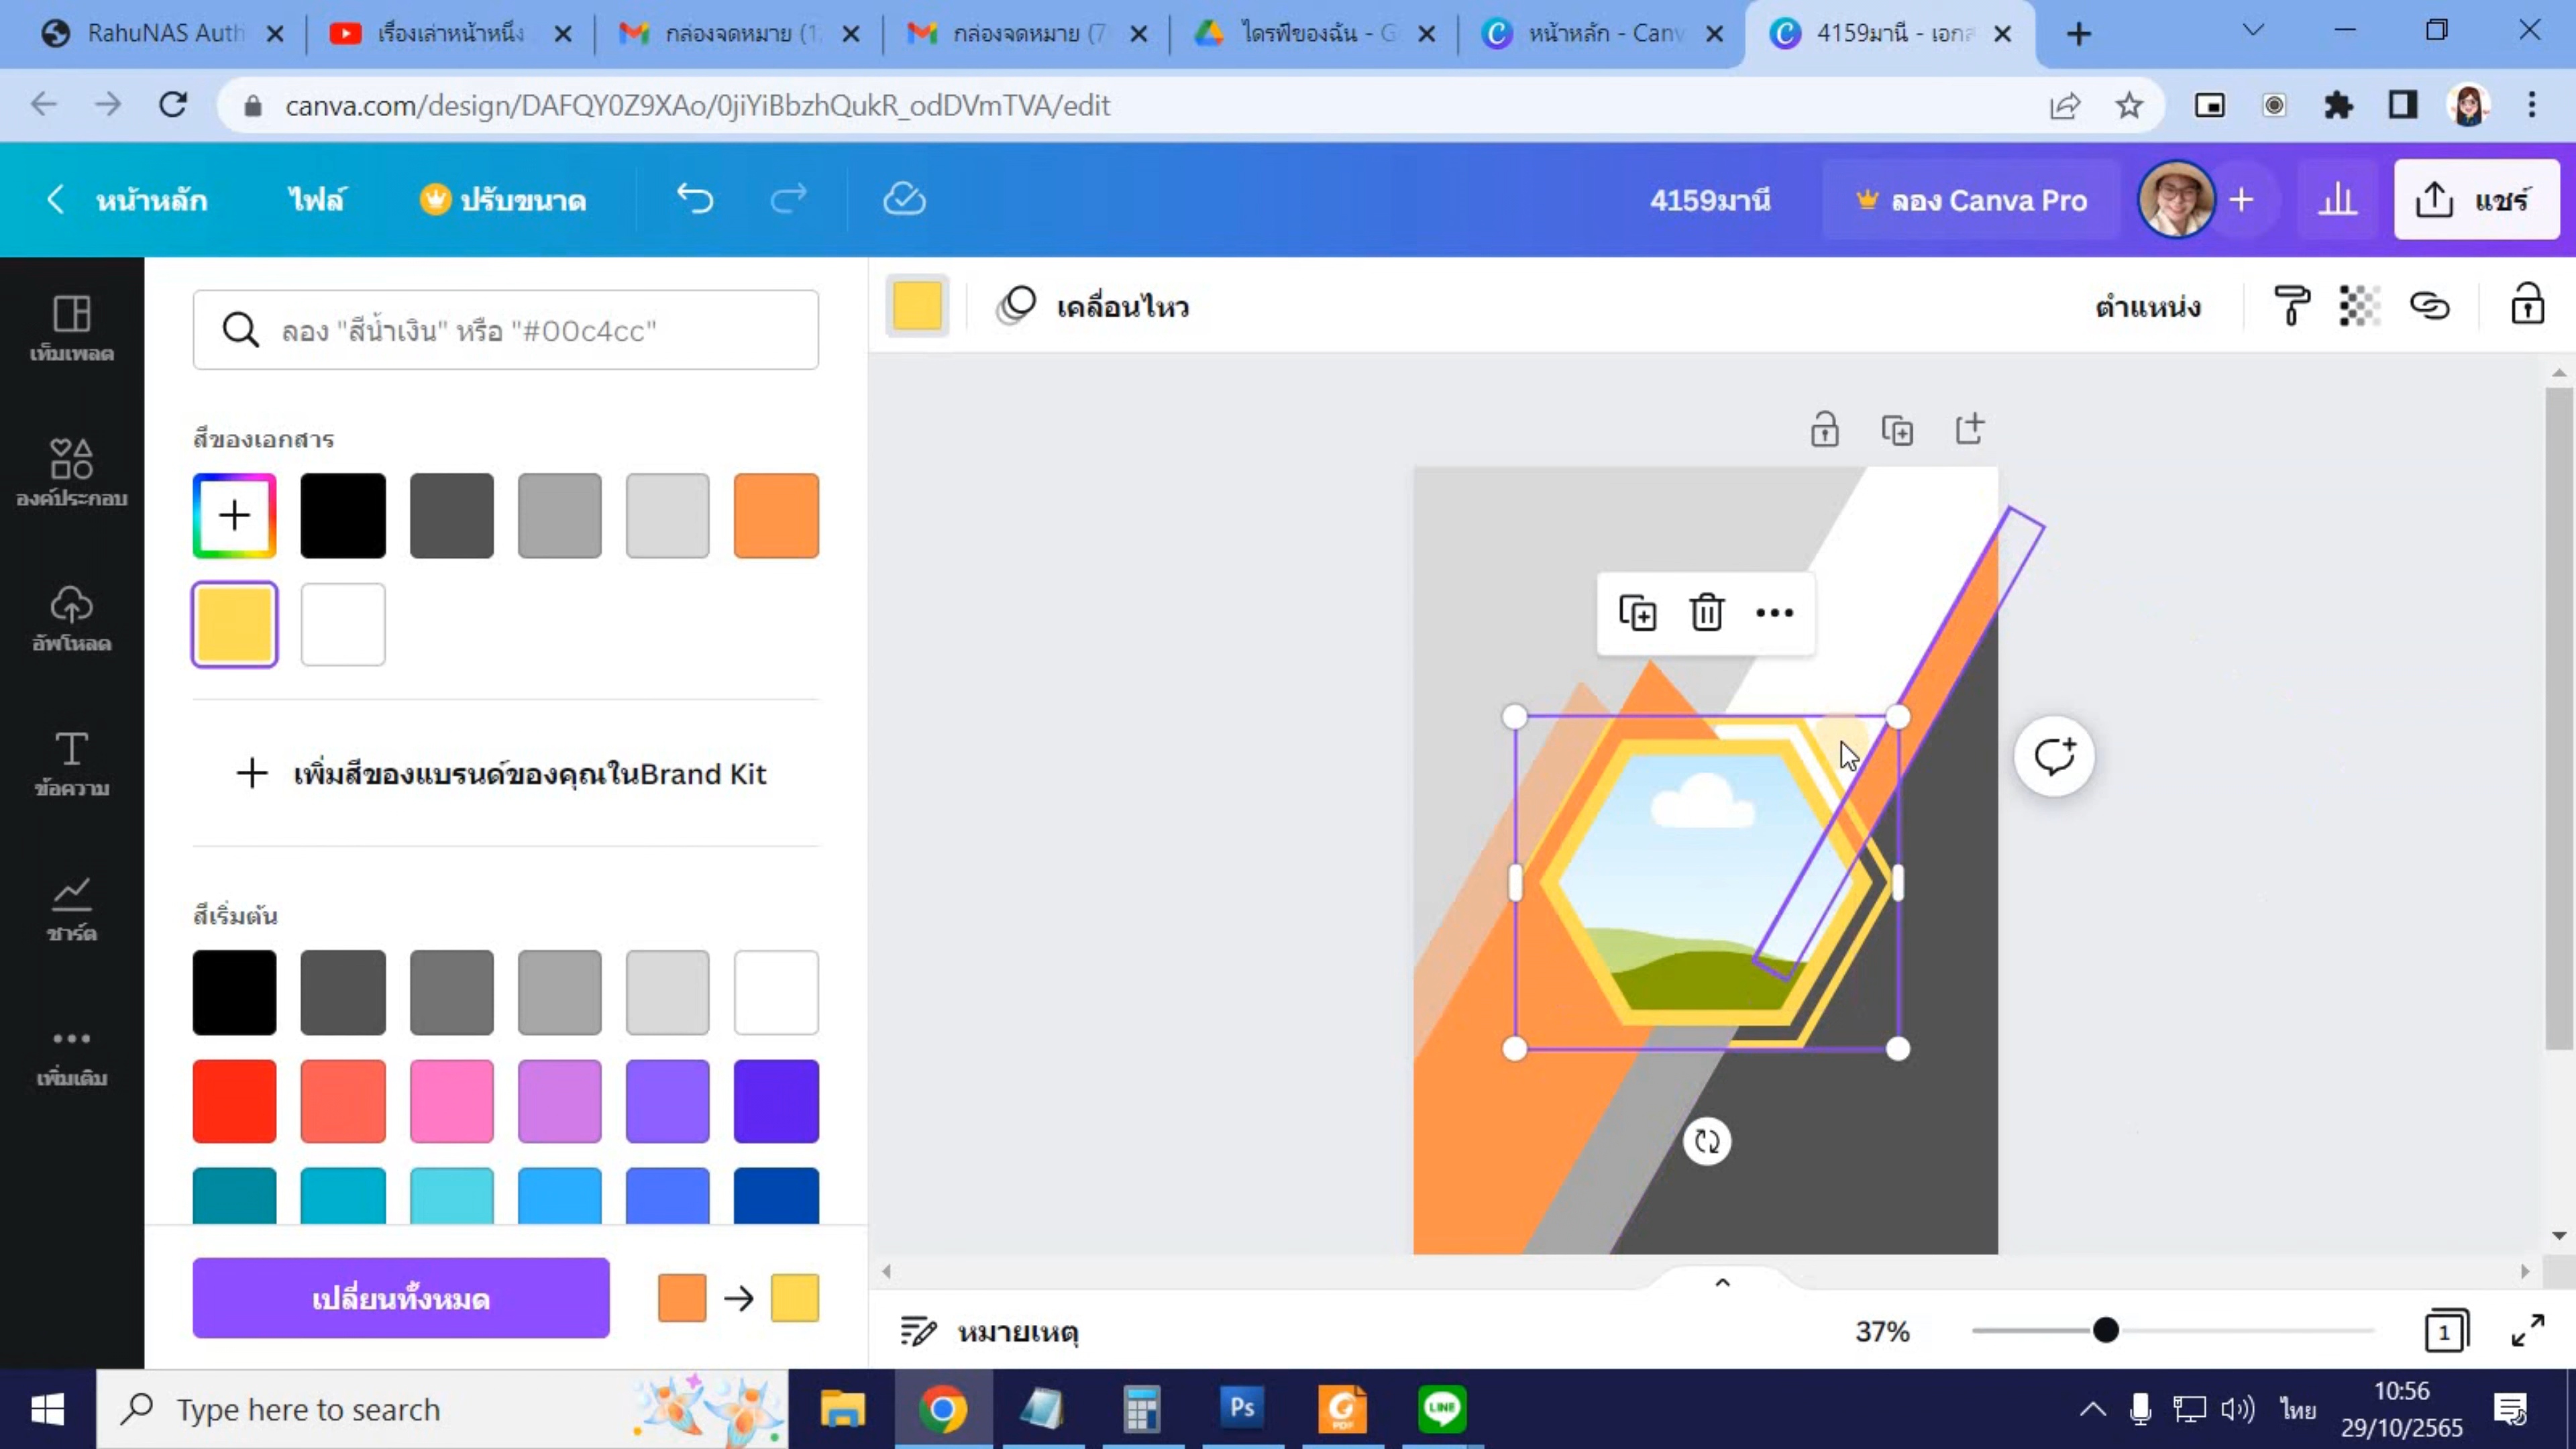 RahuNAS Auth
เรื่องเล่าหน้าหนึ่ง
กล่องจดหมาย (1
กล่องจดหมาย (7
ไดรฟ์ของฉัน - G
หน้าหลัก - Canv
4159มานี - เอกส
canva.com/design/DAFQY0Z9XAo/0jiYiBbzhQukR_odDVmTVA/edit
หน้าหลัก
ไฟล์
ปรับขนาด
4159มานี
ลอง Canva Pro
แชร์
ลอง "สีน้ำเงิน" หรือ "#00c4cc"
เคลื่อนไหว
ตำแหน่ง
เท็มเพลต
องค์ประกอบ
อัพโหลด
ข้อความ
ชาร์ต
เพิ่มเติม
สีของเอกสาร
เพิ่มสีของแบรนด์ของคุณในBrand Kit
สีเริ่มต้น
เปลี่ยนทั้งหมด
หมายเหตุ
37%
1
Type here to search
Ps
PDF
LINE
ไทย
10:56
29/10/2565